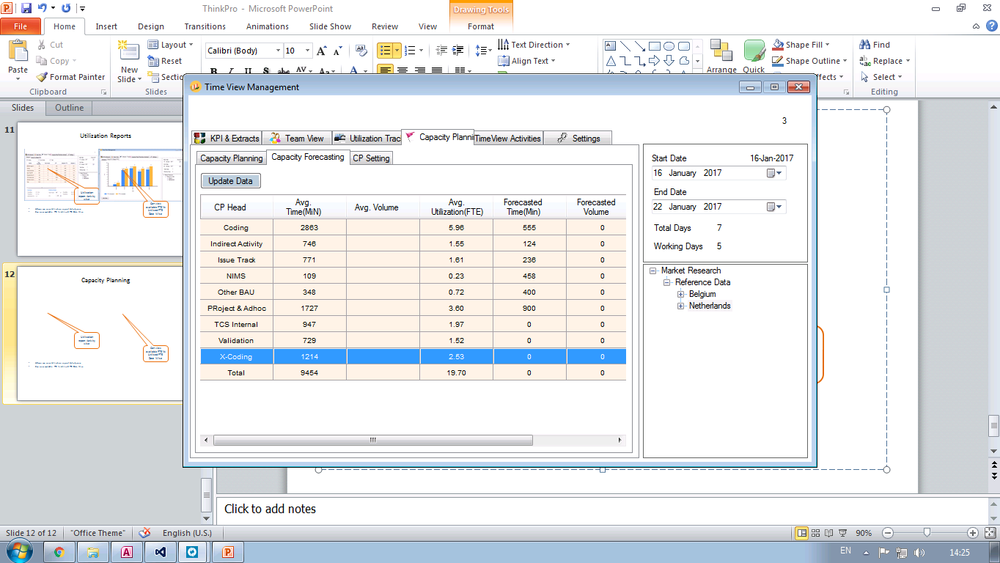 ThinkPro - Microsoft PowerPoint
Drawing Tools
File Home Insert Design Transitions Animations Slide Show Review View Format
Paste
Cut
Copy
Format Painter
Clipboard
New Slide
Layout
Reset
Slides
Calibri (Body) 10
Text Direction
Align Text
Arrange
Quick
Shape Fill
Shape Outline
Find
Replace
Select
Editing
Slides Outline
11
Utilization Reports
12
Capacity Planning
Time View Management
3
KPI & Extracts Team View Utilization Trac Capacity Planni TimeView Activities Settings
Capacity Planning Capacity Forecasting CP Setting
Update Data
CP Head Avg. Time(MiN) Avg. Volume Avg. Utilization(FTE) Forecasted Time(Min) Forecasted Volume
Coding 2863 5.96 555 0
Indirect Activity 746 1.55 124 0
Issue Track 771 1.61 236 0
NIMS 109 0.23 458 0
Other BAU 348 0.72 400 0
PRoject & Adhoc 1727 3.60 900 0
TCS Internal 947 1.97 0 0
Validation 729 1.52 0 0
X-Coding 1214 2.53 0 0
Total 9454 19.70 0 0
Start Date 16-Jan-2017
16 January 2017
End Date
22 January 2017
Total Days 7
Working Days 5
Market Research
Reference Data
Belgium
Netherlands
Click to add notes
Slide 12 of 12 "Office Theme" English (U.S.) 90%
EN 14:25